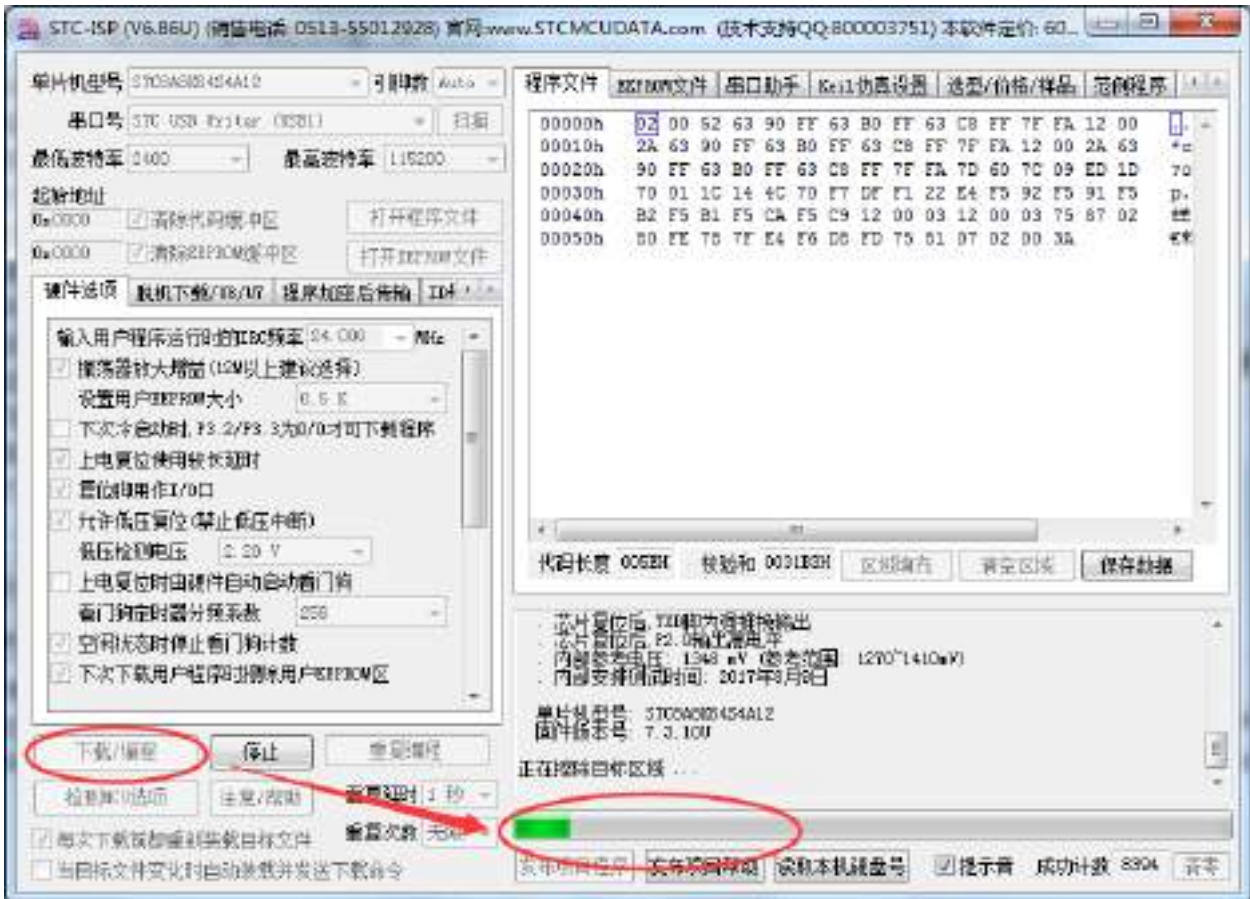 STC-ISP (V6.86U) (销售电话: 0513-55012928) 官网:www.STCMCUDATA.com (技术支持QQ:800003751) 本软件定价: 60...
单片机型号 STC8A8K64S4A12 引脚数 Auto
串口号 STC USB Writer (USB1) 扫描
最低波特率 2400 最高波特率 115200
起始地址
0x0000 清除代码缓冲区 打开程序文件
0x0000 清除EEPROM缓冲区 打开EEPROM文件
硬件选项 脱机下载/U8/U7 程序加密后传输
输入用户程序运行时的IRC频率 24.000 MHz
振荡器放大增益(12M以上建议选择)
设置用户EEPROM大小 0.5 K
下次冷启动时,P3.2/P3.3为0/0才可下载程序
上电复位使用较长延时
复位脚用作I/O口
允许低压复位(禁止低压中断)
低压检测电压 2.20 V
上电复位时由硬件自动启动看门狗
看门狗定时器分频系数 256
空闲状态时停止看门狗计数
下次下载用户程序时擦除用户EEPROM区
下载/编程 停止 重复编程
检测MCU选项 注意/帮助 重复延时 1 秒
每次下载前都重新装载目标文件 重复次数
当目标文件变化时自动装载并发送下载命令
程序文件 EEPROM文件 串口助手 Keil仿真设置 选型/价格/样品 范例程序
00000h 02 00 52 63 90 FF 63 B0 FF 63 C8 FF 7F FA 12 00
00010h 2A 63 90 FF 63 B0 FF 63 C8 FF 7F FA 12 00 2A 63
00020h 90 FF 63 B0 FF 63 C8 FF 7F FA 7D 60 7C 09 ED 1D
00030h 70 01 1C 14 4C 70 F7 DF F1 22 E4 F5 92 F5 91 F5
00040h B2 F5 B1 F5 CA F5 C9 12 00 03 12 00 03 75 87 02
00050h 80 FE 78 7F E4 F6 D8 FD 75 81 07 02 00 3A
代码长度 005EH 校验和 区域填充 清空区域 保存数据
. 芯片复位后,TXD脚为强推挽输出
. 芯片复位后,P2.0输出高电平
. 内部参考电压: 1348 mV (参考范围: 1270~1410mV)
. 内部安排测试时间: 2017年8月8日
单片机型号: STC8A8K64S4A12
固件版本号: 7.3.10U
正在擦除目标区域 ...
发布项目程序 发布项目帮助 读取本机硬盘号 提示音 成功计数 8394 清零